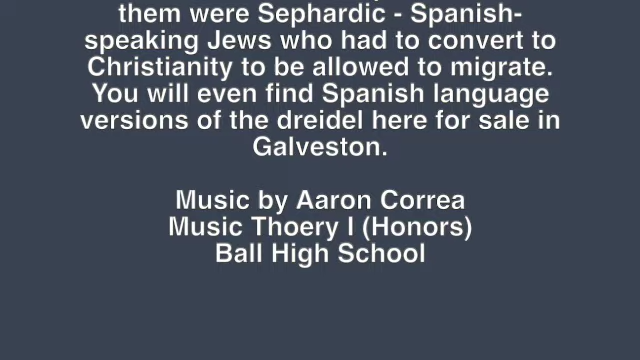 them were Sephardic - Spanish-
speaking Jews who had to convert to
Christianity to be allowed to migrate.
You will even find Spanish language
versions of the dreidel here for sale in
Galveston.
Music by Aaron Correa
Music Thoery I (Honors)
Ball High School